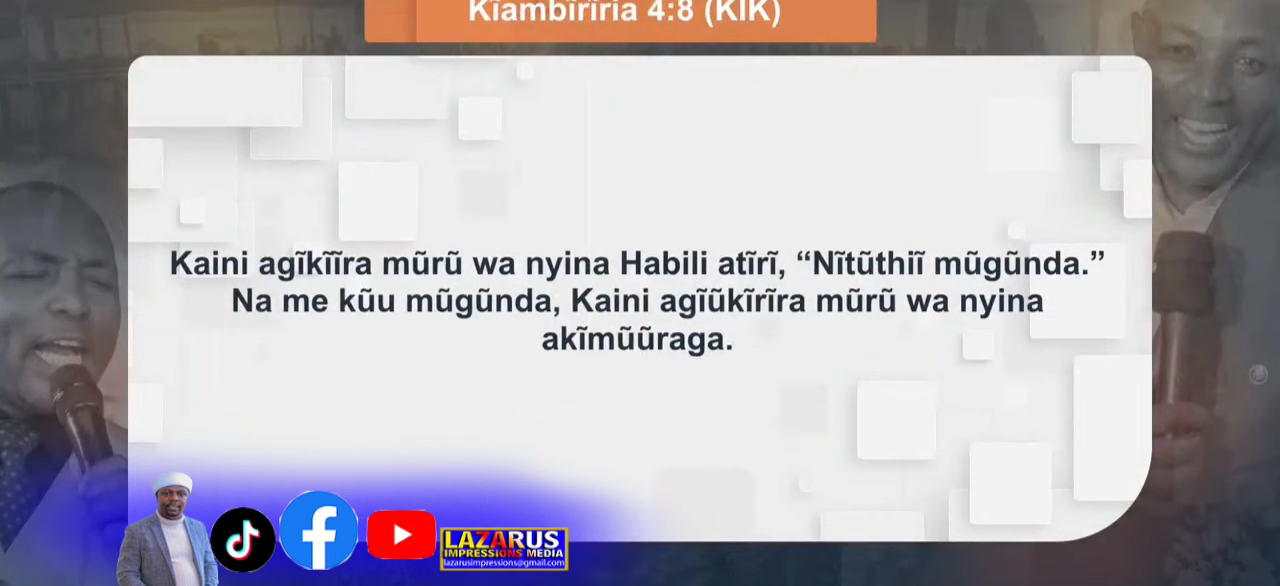 Kĩambĩrĩria 4:8 (KIK)
Kaini agĩkĩĩra mũrũ wa nyina Habili atĩrĩ, “Nĩtũthiĩ mũgũnda.”
Na me kũu mũgũnda, Kaini agĩũkĩrĩra mũrũ wa nyina
akĩmũũraga.
LAZARUS
IMPRESSIONS MEDIA
lazarusimpressions@gmail.com